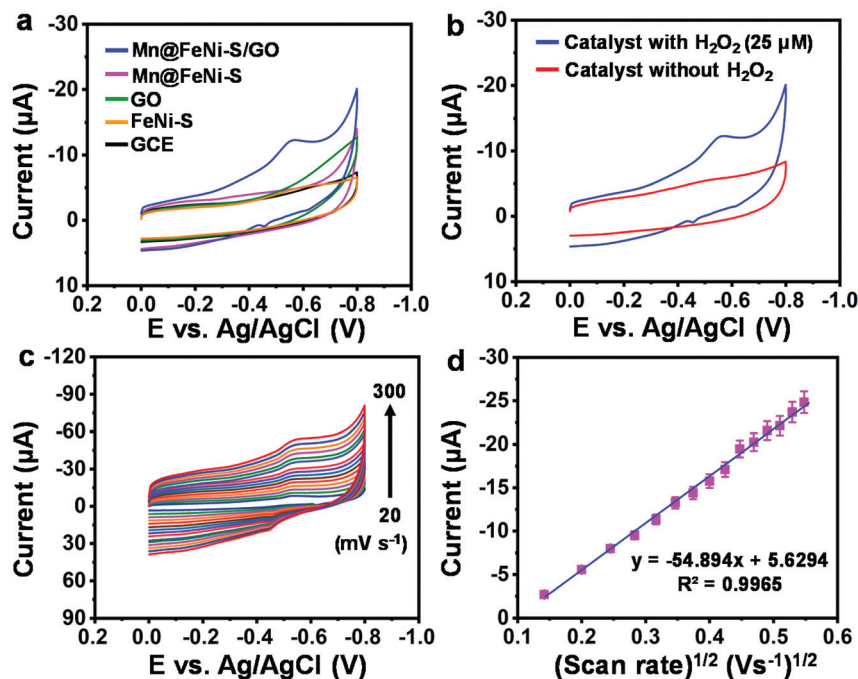 a
-30
-20
-10
0
10
Current (µA)
Mn@FeNi-S/GO
Mn@FeNi-S
GO
FeNi-S
GCE
0.2 0.0 -0.2 -0.4 -0.6 -0.8 -1.0
E vs. Ag/AgCl (V)
b
-30
-20
-10
0
10
Current (µA)
Catalyst with H₂O₂ (25 µM)
Catalyst without H₂O₂
0.2 0.0 -0.2 -0.4 -0.6 -0.8 -1.0
E vs. Ag/AgCl (V)
c
-120
-90
-60
-30
0
30
60
90
Current (µA)
300
20
(mV s⁻¹)
0.2 0.0 -0.2 -0.4 -0.6 -0.8 -1.0
E vs. Ag/AgCl (V)
d
-30
-25
-20
-15
-10
-5
0
Current (µA)
y = -54.894x + 5.6294
R² = 0.9965
0.1 0.2 0.3 0.4 0.5 0.6
(Scan rate)¹/² (Vs⁻¹)¹/²